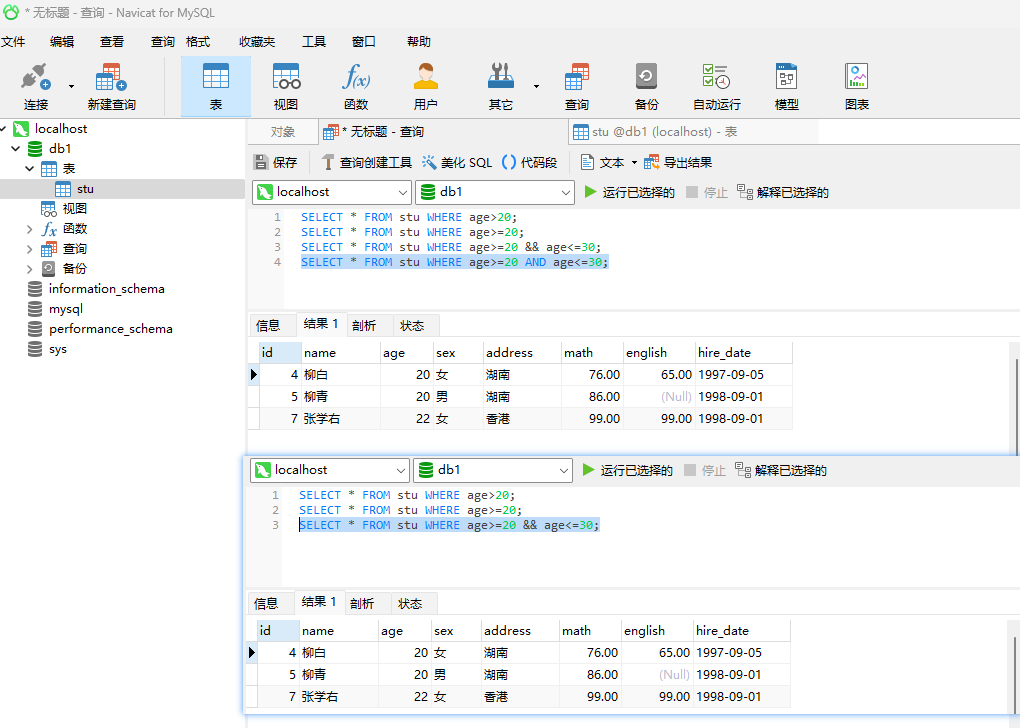 * 无标题 - 查询 - Navicat for MySQL
文件 编辑 查看 查询 格式 收藏夹 工具 窗口 帮助
连接 新建查询 表 视图 函数 用户 其它 查询 备份 自动运行 模型 图表
localhost
db1
表
stu
视图
函数
查询
备份
information_schema
mysql
performance_schema
sys
对象 * 无标题 - 查询 stu @db1 (localhost) - 表
保存 查询创建工具 美化 SQL 代码段 文本 导出结果
localhost db1 运行已选择的 停止 解释已选择的
1 SELECT * FROM stu WHERE age>20;
2 SELECT * FROM stu WHERE age>=20;
3 SELECT * FROM stu WHERE age>=20 && age<=30;
4 SELECT * FROM stu WHERE age>=20 AND age<=30;
信息 结果 1 剖析 状态
id name age sex address math english hire_date
4 柳白 20 女 湖南 76.00 65.00 1997-09-05
5 柳青 20 男 湖南 86.00 (Null) 1998-09-01
7 张学右 22 女 香港 99.00 99.00 1998-09-01
localhost db1 运行已选择的 停止 解释已选择的
1 SELECT * FROM stu WHERE age>20;
2 SELECT * FROM stu WHERE age>=20;
3 SELECT * FROM stu WHERE age>=20 && age<=30;
信息 结果 1 剖析 状态
id name age sex address math english hire_date
4 柳白 20 女 湖南 76.00 65.00 1997-09-05
5 柳青 20 男 湖南 86.00 (Null) 1998-09-01
7 张学右 22 女 香港 99.00 99.00 1998-09-01